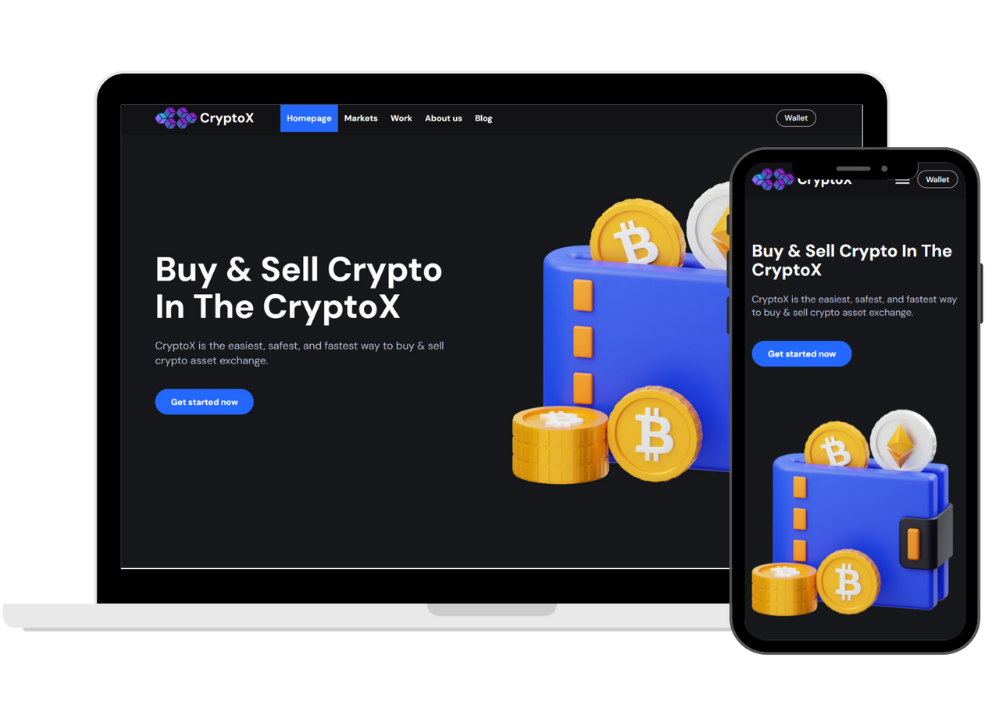 CryptoX
Homepage Markets Work About us Blog
Wallet
Buy & Sell Crypto
In The CryptoX
CryptoX is the easiest, safest, and fastest way to buy & sell
crypto asset exchange.
Get started now
CryptoX
Wallet
Buy & Sell Crypto In The
CryptoX
CryptoX is the easiest, safest, and fastest way
to buy & sell crypto asset exchange.
Get started now